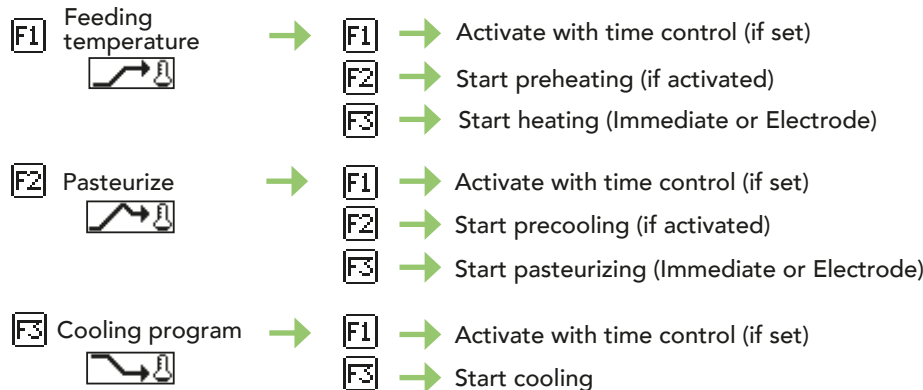 F1 Feeding temperature F1 Activate with time control (if set)
F2 Start preheating (if activated)
F3 Start heating (Immediate or Electrode)
F2 Pasteurize F1 Activate with time control (if set)
F2 Start precooling (if activated)
F3 Start pasteurizing (Immediate or Electrode)
F3 Cooling program F1 Activate with time control (if set)
F3 Start cooling